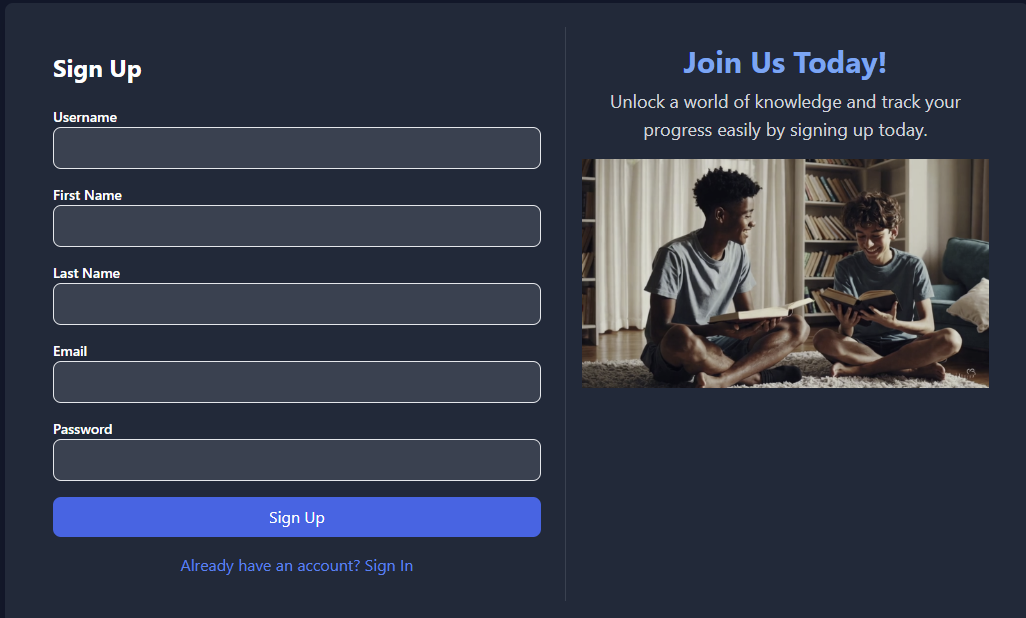 Sign Up
Username
First Name
Last Name
Email
Password
Sign Up
Already have an account? Sign In
Join Us Today!
Unlock a world of knowledge and track your
progress easily by signing up today.